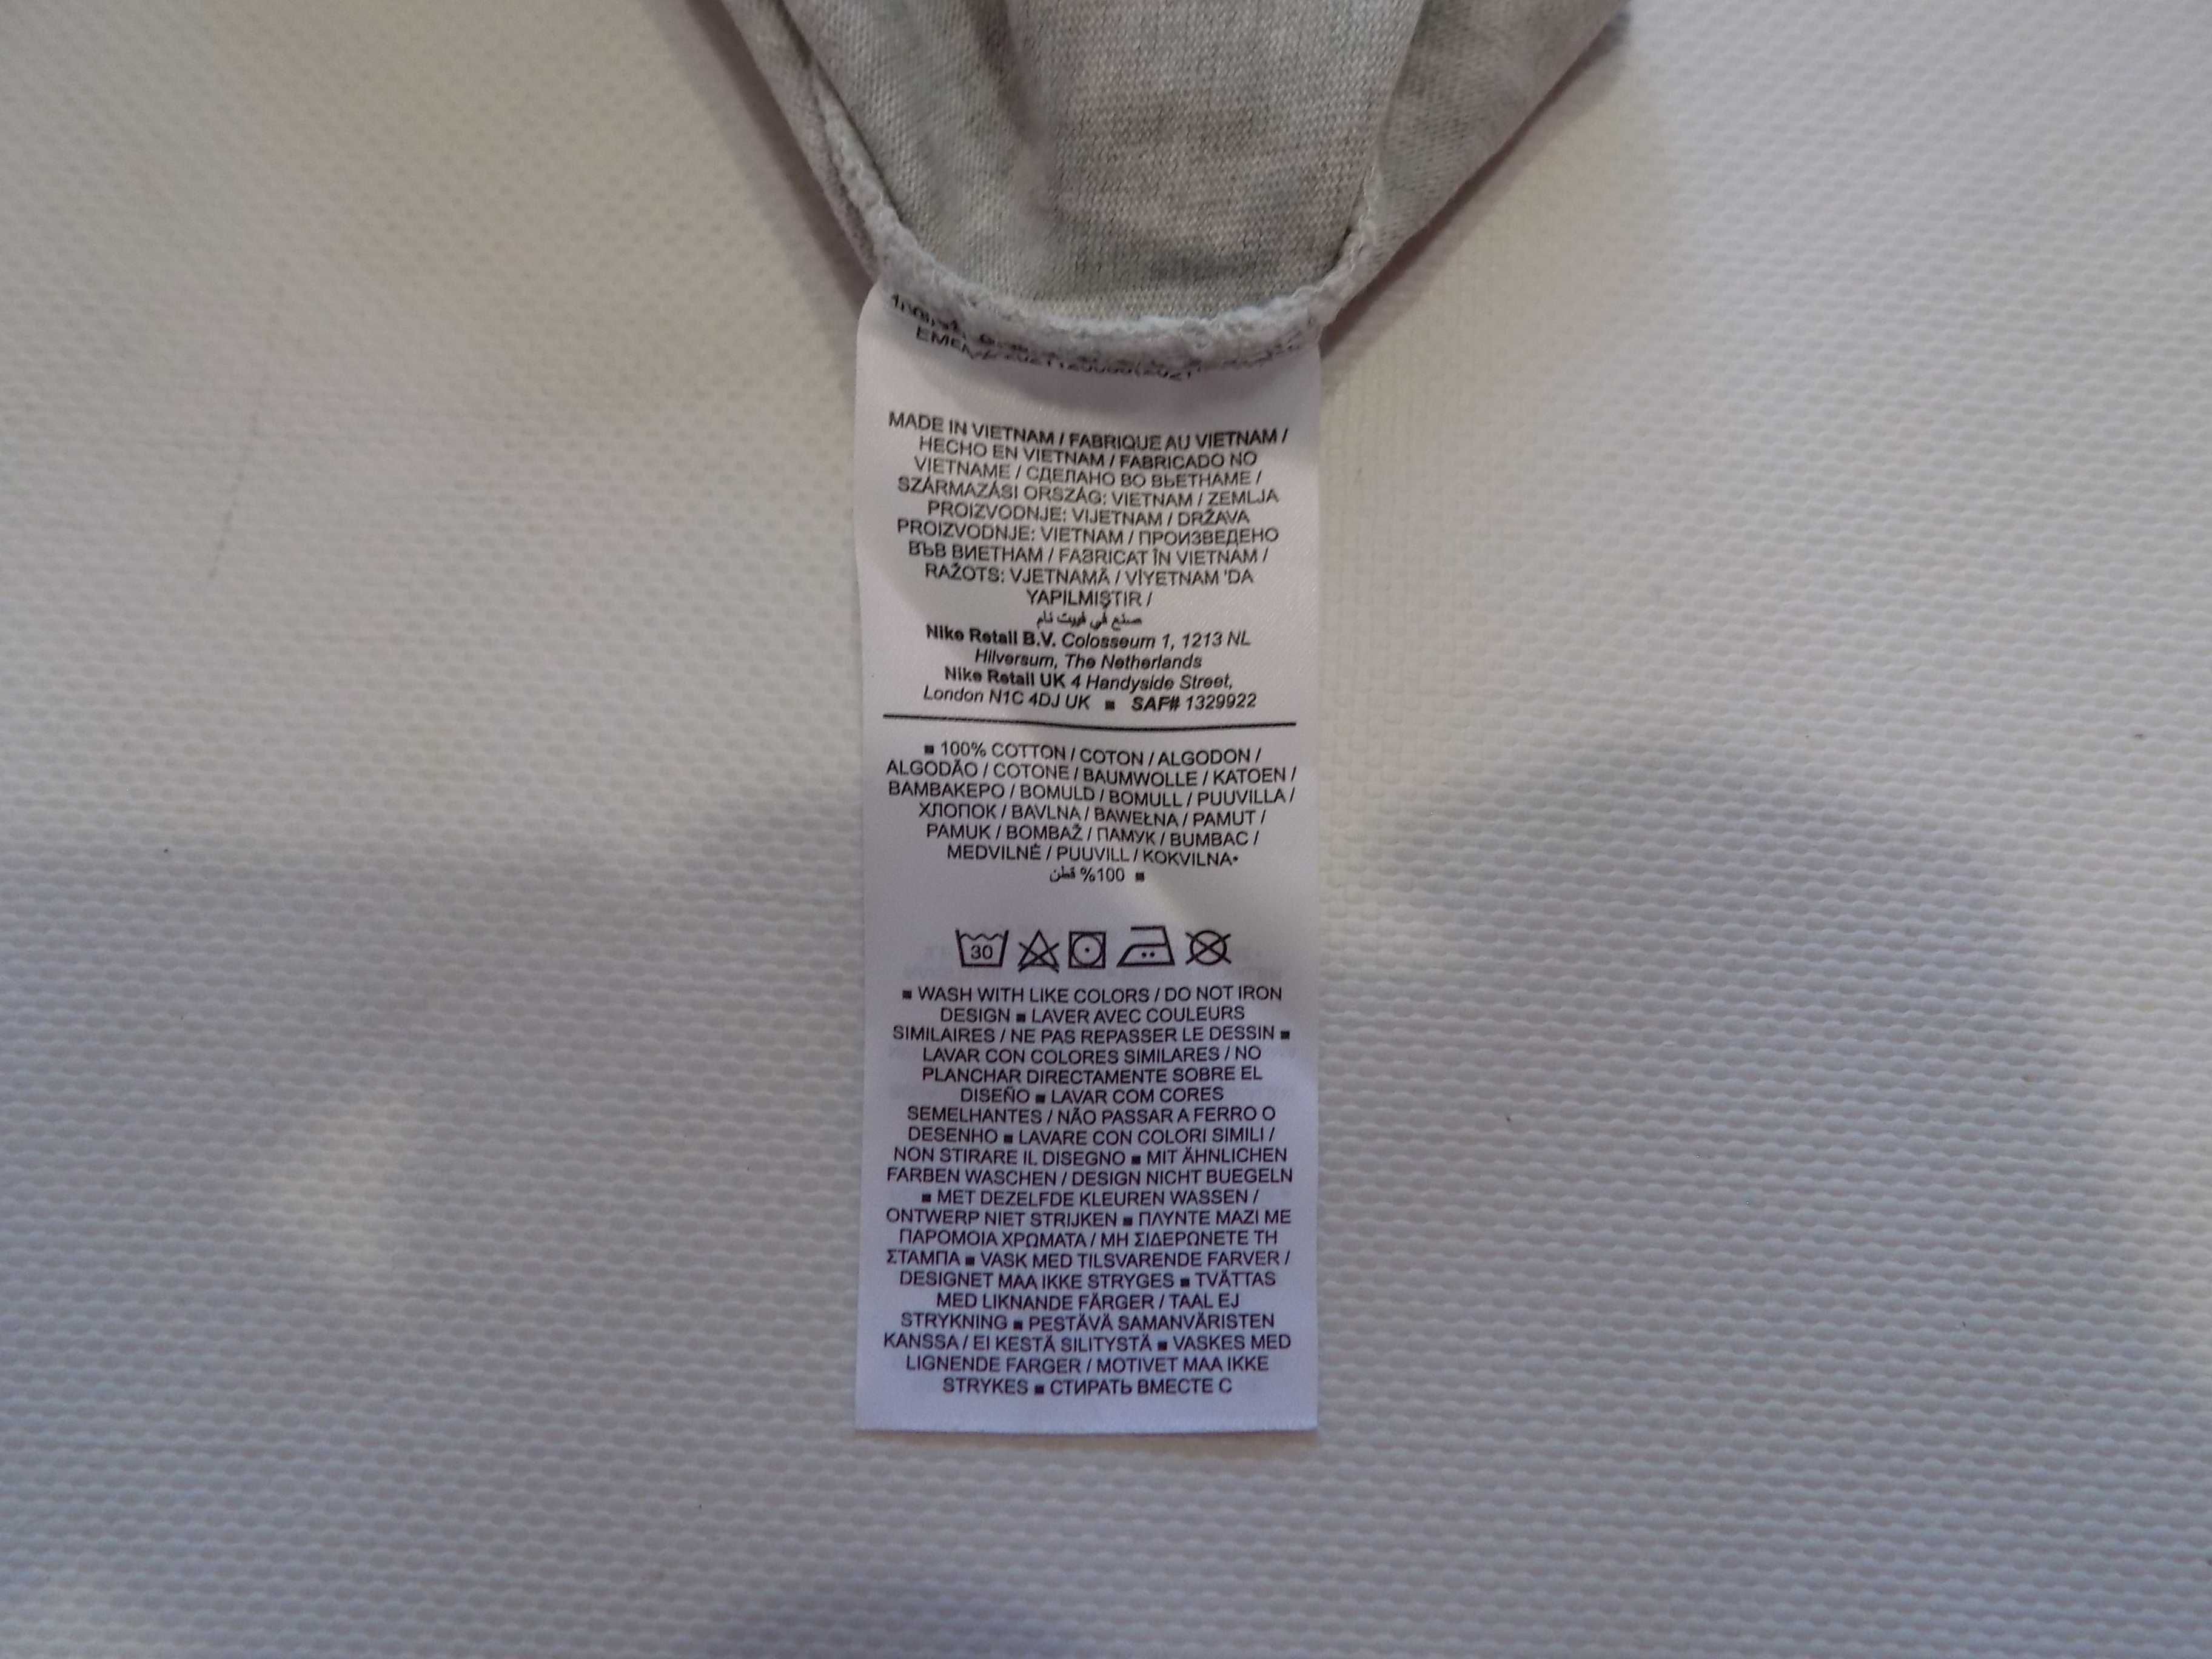 MADE IN VIETNAM / FABRIQUE AU VIETNAM /
HECHO EN VIETNAM / FABRICADO NO
VIETNAME / СДЕЛАНО ВО ВЬЕТНАМЕ /
SZÁRMAZÁSI ORSZÁG: VIETNAM / ZEMLJA
PROIZVODNJE: VIJETNAM / DRŽAVA
PROIZVODNJE: VIETNAM / ПРОИЗВЕДЕНО
ВЪВ ВИЕТНАМ / FABRICAT ÎN VIETNAM /
RAŽOTS: VJETNAMĀ / VİYETNAM 'DA
YAPILMIŞTIR /
صنع في فييت نام
Nike Retail B.V. Colosseum 1, 1213 NL
Hilversum, The Netherlands
Nike Retail UK 4 Handyside Street,
London N1C 4DJ UK ■ SAF# 1329922
■ 100% COTTON / COTON / ALGODON /
ALGODÃO / COTONE / BAUMWOLLE / KATOEN /
ΒΑΜΒΑΚΕΡΟ / BOMULD / BOMULL / PUUVILLA /
ХЛОПОК / BAVLNA / BAWEŁNA / PAMUT /
PAMUK / BOMBAŽ / ПАМУК / BUMBAC /
MEDVILNĖ / PUUVILL / KOKVILNA•
■ 100% قطن
30
■ WASH WITH LIKE COLORS / DO NOT IRON
DESIGN ■ LAVER AVEC COULEURS
SIMILAIRES / NE PAS REPASSER LE DESSIN ■
LAVAR CON COLORES SIMILARES / NO
PLANCHAR DIRECTAMENTE SOBRE EL
DISEÑO ■ LAVAR COM CORES
SEMELHANTES / NÃO PASSAR A FERRO O
DESENHO ■ LAVARE CON COLORI SIMILI /
NON STIRARE IL DISEGNO ■ MIT ÄHNLICHEN
FARBEN WASCHEN / DESIGN NICHT BUEGELN
■ MET DEZELFDE KLEUREN WASSEN /
ONTWERP NIET STRIJKEN ■ ΠΛΥΝΤΕ ΜΑΖΙ ΜΕ
ΠΑΡΟΜΟΙΑ ΧΡΩΜΑΤΑ / ΜΗ ΣΙΔΕΡΩΝΕΤΕ ΤΗ
ΣΤΑΜΠΑ ■ VASK MED TILSVARENDE FARVER /
DESIGNET MAA IKKE STRYGES ■ TVÄTTAS
MED LIKNANDE FÄRGER / TAAL EJ
STRYKNING ■ PESTÄVÄ SAMANVÄRISTEN
KANSSA / EI KESTÄ SILITYSTÄ ■ VASKES MED
LIGNENDE FARGER / MOTIVET MAA IKKE
STRYKES ■ СТИРАТЬ ВМЕСТЕ С